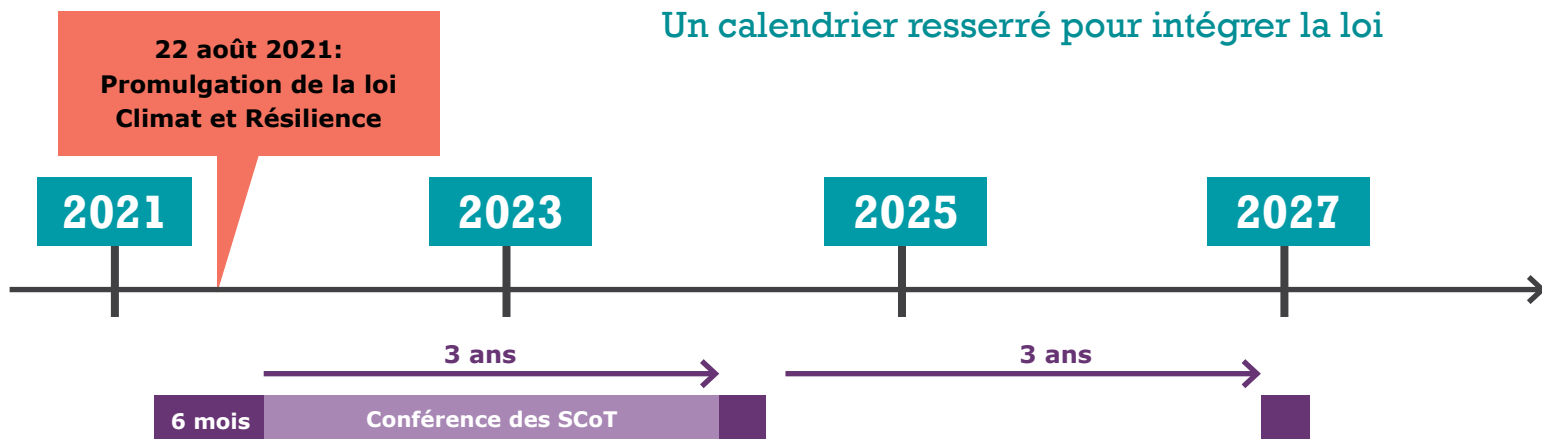 Un calendrier resserré pour intégrer la loi
22 août 2021:
Promulgation de la loi
Climat et Résilience
2021
2023
2025
2027
3 ans
3 ans
6 mois
Conférence des SCoT